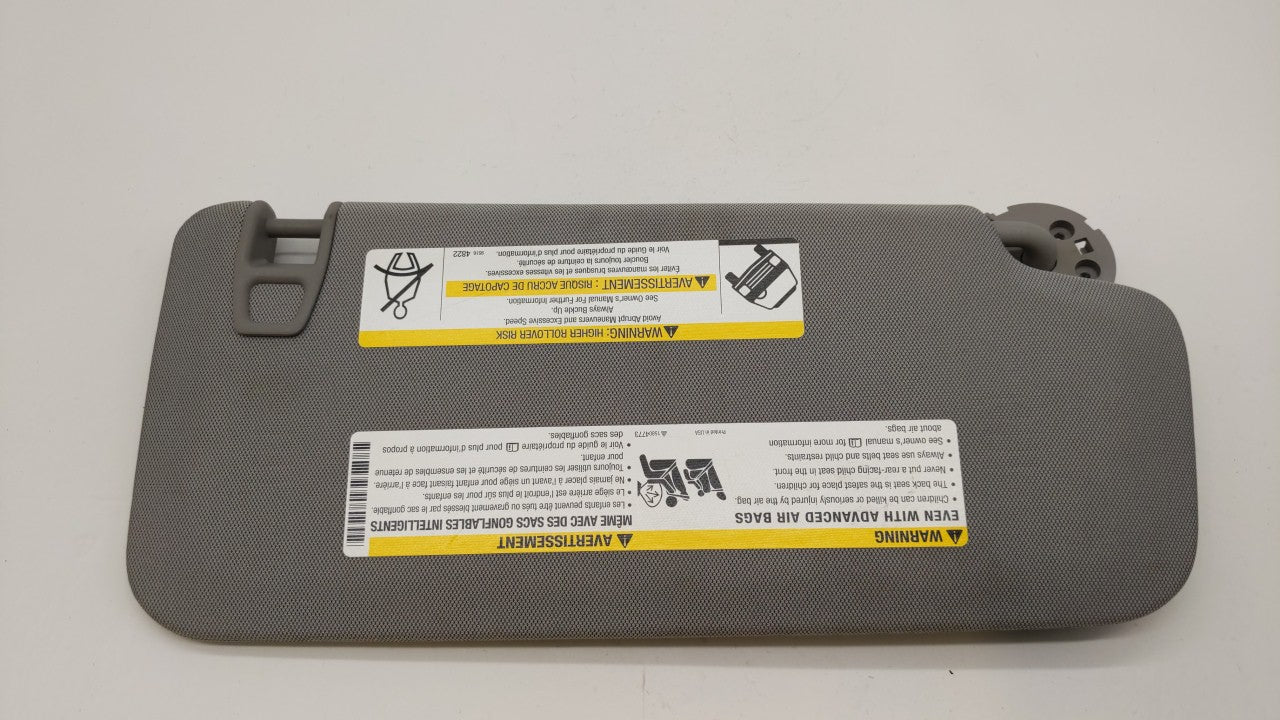 WARNING
EVEN WITH ADVANCED AIR BAGS
• Children can be killed or seriously injured by the air bag.
• The back seat is the safest place for children.
• Never put a rear-facing child seat in the front.
• Always use seat belts and child restraints.
• See owner's manual for more information
about air bags.
Printed in USA
15804773
AVERTISSEMENT
MÊME AVEC DES SACS GONFLABLES INTELLIGENTS
• Les enfants peuvent être tués ou gravement blessés par le sac gonflable.
• Le siège arrière est l'endroit le plus sûr pour les enfants.
• Ne jamais placer à l'avant un siège pour enfant faisant face à l'arrière.
• Toujours utiliser les ceintures de sécurité et les ensembles de retenue
pour enfant.
• Voir le guide du propriétaire pour plus d'information à propos
des sacs gonflables.
WARNING: HIGHER ROLLOVER RISK
Avoid Abrupt Maneuvers and Excessive Speed.
Always Buckle Up.
See Owner's Manual For Further Information.
AVERTISSEMENT : RISQUE ACCRU DE CAPOTAGE
Éviter les manœuvres brusques et les vitesses excessives.
Boucler toujours la ceinture de sécurité.
Voir le Guide du propriétaire pour plus d'information.
4822